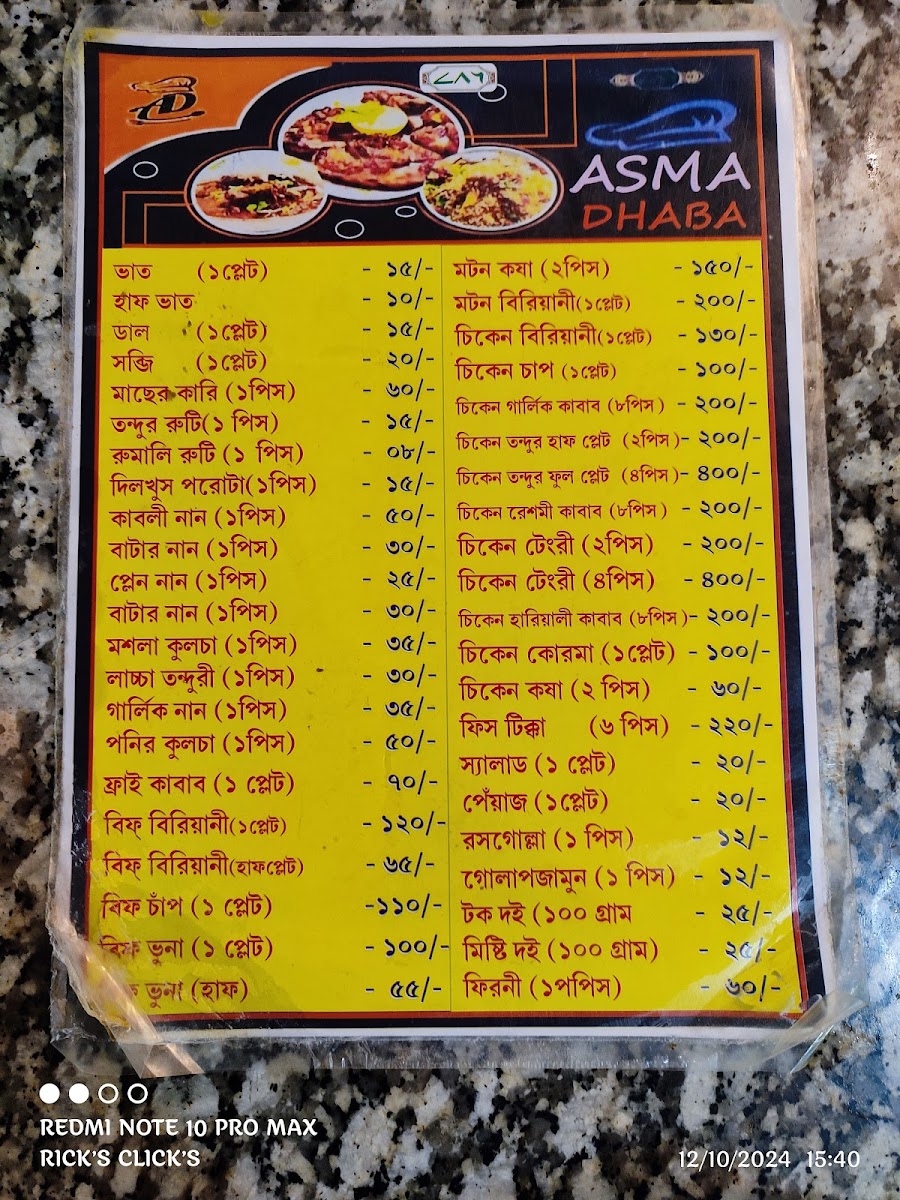 AD
٧٨٦
ASMA
DHABA
ভাত (১প্লেট) - ১৫/-
হাফ ভাত - ১০/-
ডাল (১প্লেট) - ১৫/-
সব্জি (১প্লেট) - ২০/-
মাছের কারি (১পিস) - ৬০/-
তন্দুর রুটি(১ পিস) - ১৫/-
রুমালি রুটি (১ পিস) - ০৮/-
দিলখুস পরোটা(১পিস) - ১৫/-
কাবলী নান (১পিস) - ৫০/-
বাটার নান (১পিস) - ৩০/-
প্লেন নান (১পিস) - ২৫/-
বাটার নান (১পিস) - ৩০/-
মশলা কুলচা (১পিস) - ৩৫/-
লাচ্চা তন্দুরী (১পিস) - ৩০/-
গার্লিক নান (১পিস) - ৩৫/-
পনির কুলচা (১পিস) - ৫০/-
ফ্রাই কাবাব (১ প্লেট) - ৭০/-
বিফ্ বিরিয়ানী(১প্লেট) - ১২০/-
বিফ্ বিরিয়ানী(হাফপ্লেট) - ৬৫/-
বিফ চাঁপ (১ প্লেট) -১১০/-
বিফ ভুনা (১ প্লেট) - ১০০/-
ভুনা (হাফ) - ৫৫/-
মটন কষা (২পিস) - ১৫০/-
মটন বিরিয়ানী(১প্লেট) - ২০০/-
চিকেন বিরিয়ানী(১প্লেট) - ১৩০/-
চিকেন চাপ (১প্লেট) - ১০০/-
চিকেন গার্লিক কাবাব (৮পিস) - ২০০/-
চিকেন তন্দুর হাফ প্লেট (২পিস)- ২০০/-
চিকেন তন্দুর ফুল প্লেট (৪পিস)- ৪০০/-
চিকেন রেশমী কাবাব (৮পিস) - ২০০/-
চিকেন টেংরী (২পিস) - ২০০/-
চিকেন টেংরী (৪পিস) - ৪০০/-
চিকেন হারিয়ালী কাবাব (৮পিস)- ২০০/-
চিকেন কোরমা (১প্লেট) - ১০০/-
চিকেন কষা (২ পিস) - ৬০/-
ফিস টিক্কা (৬ পিস) - ২২০/-
স্যালাড (১ প্লেট) - ২০/-
পেঁয়াজ (১প্লেট) - ২০/-
রসগোল্লা (১ পিস) - ১২/-
গোলাপজামুন (১ পিস) - ১২/-
টক দই (১০০ গ্রাম - ২৫/-
মিষ্টি দই (১০০ গ্রাম) - ২৫/-
ফিরনী (১পপিস) - ৬০/-
REDMI NOTE 10 PRO MAX
RICK'S CLICK'S
12/10/2024 15:40